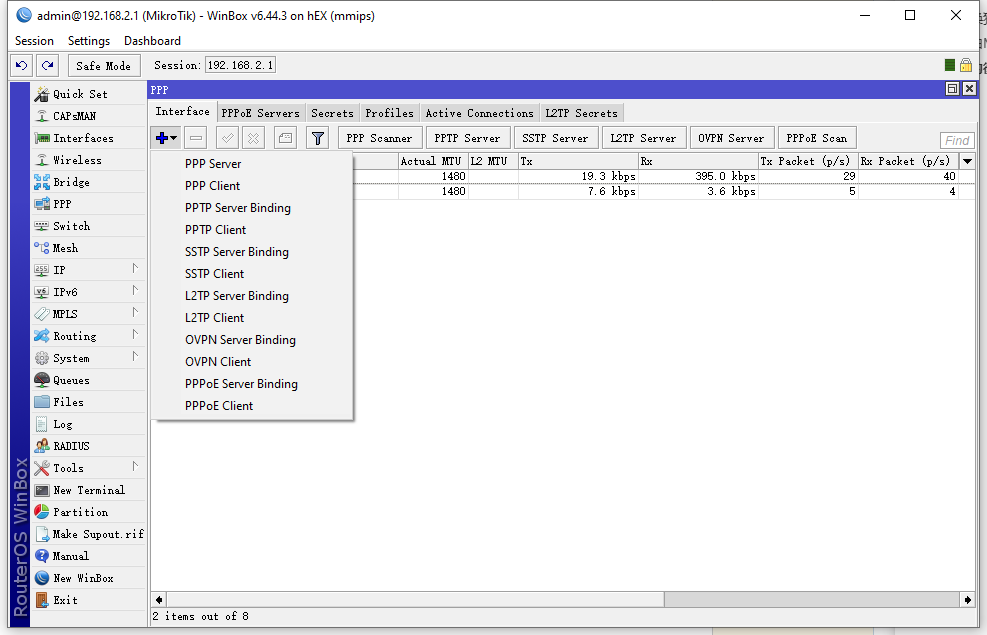 admin@192.168.2.1 (MikroTik) - WinBox v6.44.3 on hEX (mmips)
Session Settings Dashboard
Safe Mode Session: 192.168.2.1
RouterOS WinBox
Quick Set
CAPsMAN
Interfaces
Wireless
Bridge
PPP
Switch
Mesh
IP
IPv6
MPLS
Routing
System
Queues
Files
Log
RADIUS
Tools
New Terminal
Partition
Make Supout.rif
Manual
New WinBox
Exit
PPP
Interface PPPoE Servers Secrets Profiles Active Connections L2TP Secrets
PPP Scanner PPTP Server SSTP Server L2TP Server OVPN Server PPPoE Scan
Find
Actual MTU L2 MTU Tx Rx Tx Packet (p/s) Rx Packet (p/s)
1480 19.3 kbps 395.0 kbps 29 40
1480 7.6 kbps 3.6 kbps 5 4
PPP Server
PPP Client
PPTP Server Binding
PPTP Client
SSTP Server Binding
SSTP Client
L2TP Server Binding
L2TP Client
OVPN Server Binding
OVPN Client
PPPoE Server Binding
PPPoE Client
2 items out of 8